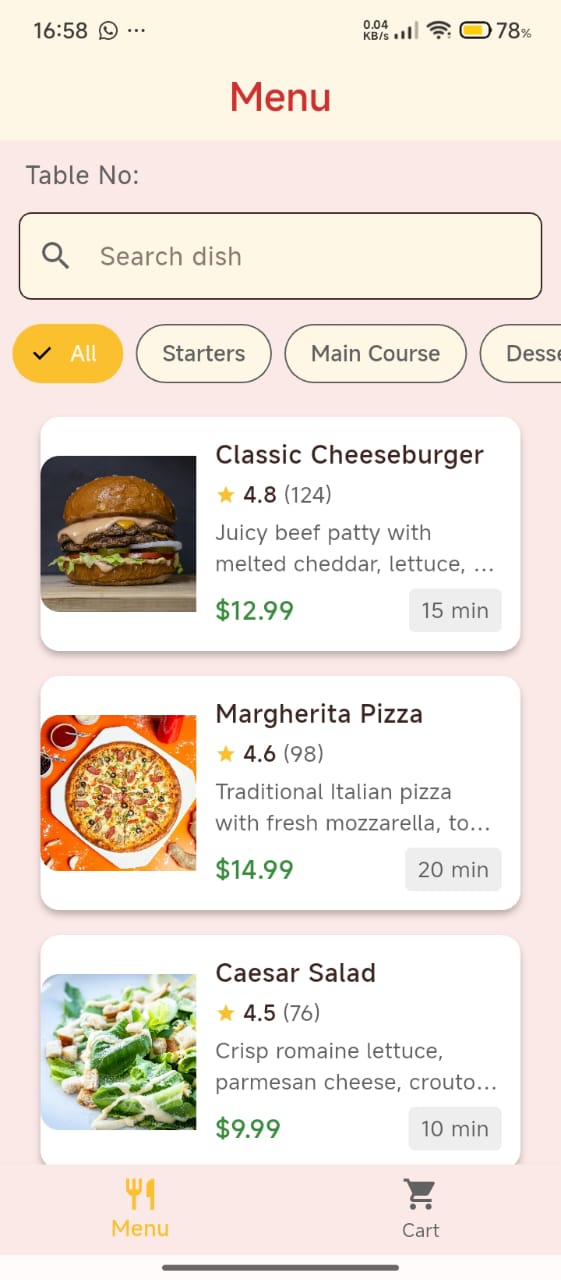 16:58 ...
0.04
KB/s
78%
Menu
Table No:
Search dish
All Starters Main Course Desse
Classic Cheeseburger
4.8 (124)
Juicy beef patty with
melted cheddar, lettuce, ...
$12.99 15 min
Margherita Pizza
4.6 (98)
Traditional Italian pizza
with fresh mozzarella, to...
$14.99 20 min
Caesar Salad
4.5 (76)
Crisp romaine lettuce,
parmesan cheese, crouto...
$9.99 10 min
Menu Cart